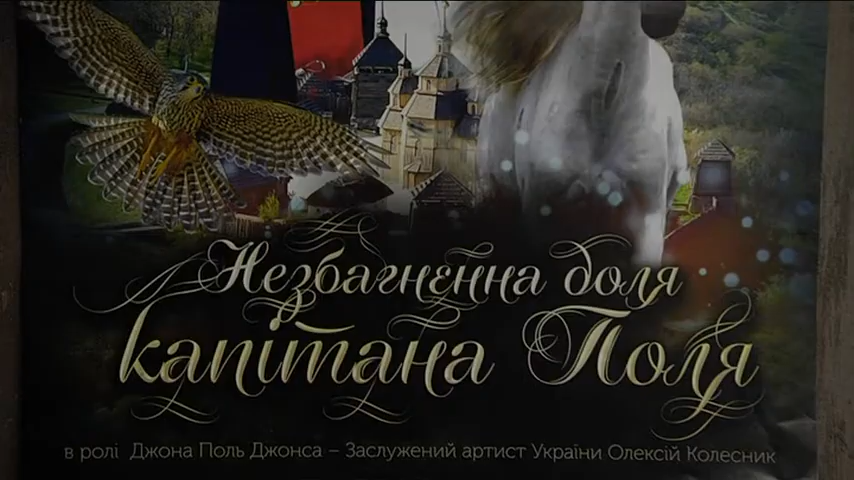 Незбагненна доля
капітана Поля
в ролі Джона Поль Джонса – Заслужений артист України Олексій Колесник